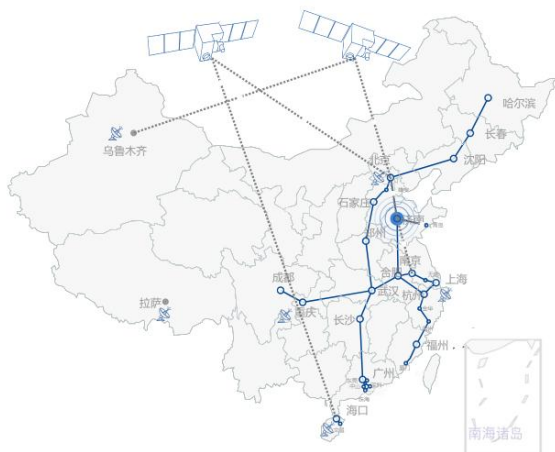 哈尔滨
长春
沈阳
乌鲁木齐
北京
石家庄
济南
郑州
南京
合肥
上海
成都
杭州
武汉
重庆
拉萨
长沙
福州
广州
海口
南海诸岛